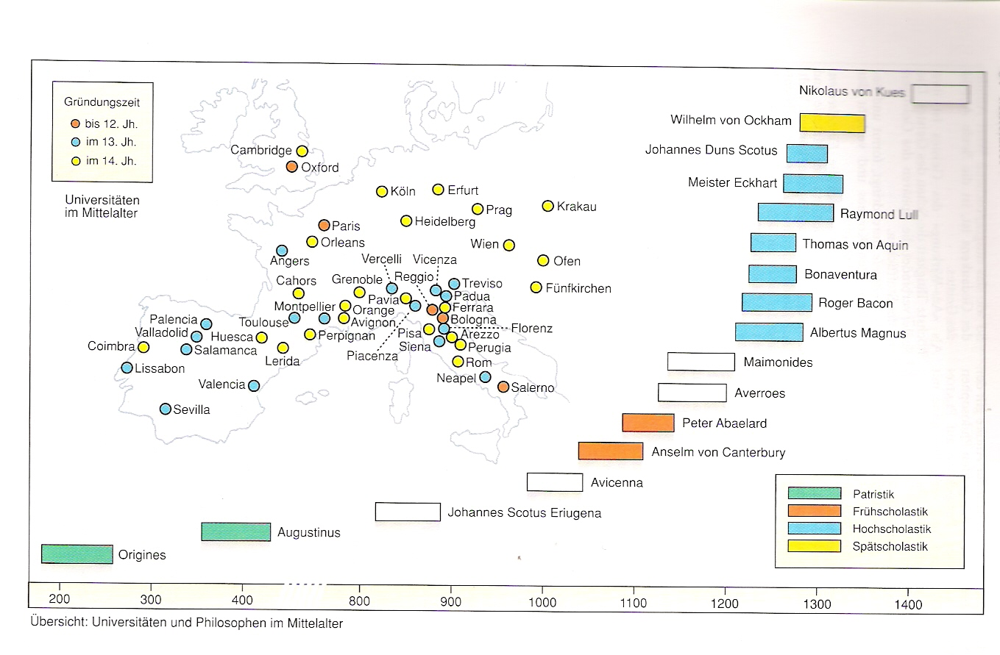 Gründungszeit
bis 12. Jh.
im 13. Jh.
im 14. Jh.
Universitäten
im Mittelalter
Cambridge
Oxford
Köln
Erfurt
Prag
Krakau
Heidelberg
Paris
Orleans
Wien
Angers
Ofen
Vercelli
Vicenza
Cahors
Grenoble
Reggio
Treviso
Fünfkirchen
Pavia
Padua
Montpellier
Orange
Ferrara
Palencia
Toulouse
Avignon
Bologna
Florenz
Valladolid
Huesca
Perpignan
Pisa
Arezzo
Coimbra
Salamanca
Siena
Perugia
Lerida
Piacenza
Rom
Lissabon
Neapel
Valencia
Salerno
Sevilla
Nikolaus von Kues
Wilhelm von Ockham
Johannes Duns Scotus
Meister Eckhart
Raymond Lull
Thomas von Aquin
Bonaventura
Roger Bacon
Albertus Magnus
Maimonides
Averroes
Peter Abaelard
Anselm von Canterbury
Avicenna
Johannes Scotus Eriugena
Augustinus
Origines
Patristik
Frühscholastik
Hochscholastik
Spätscholastik
200 300 400 800 900 1000 1100 1200 1300 1400
Übersicht: Universitäten und Philosophen im Mittelalter